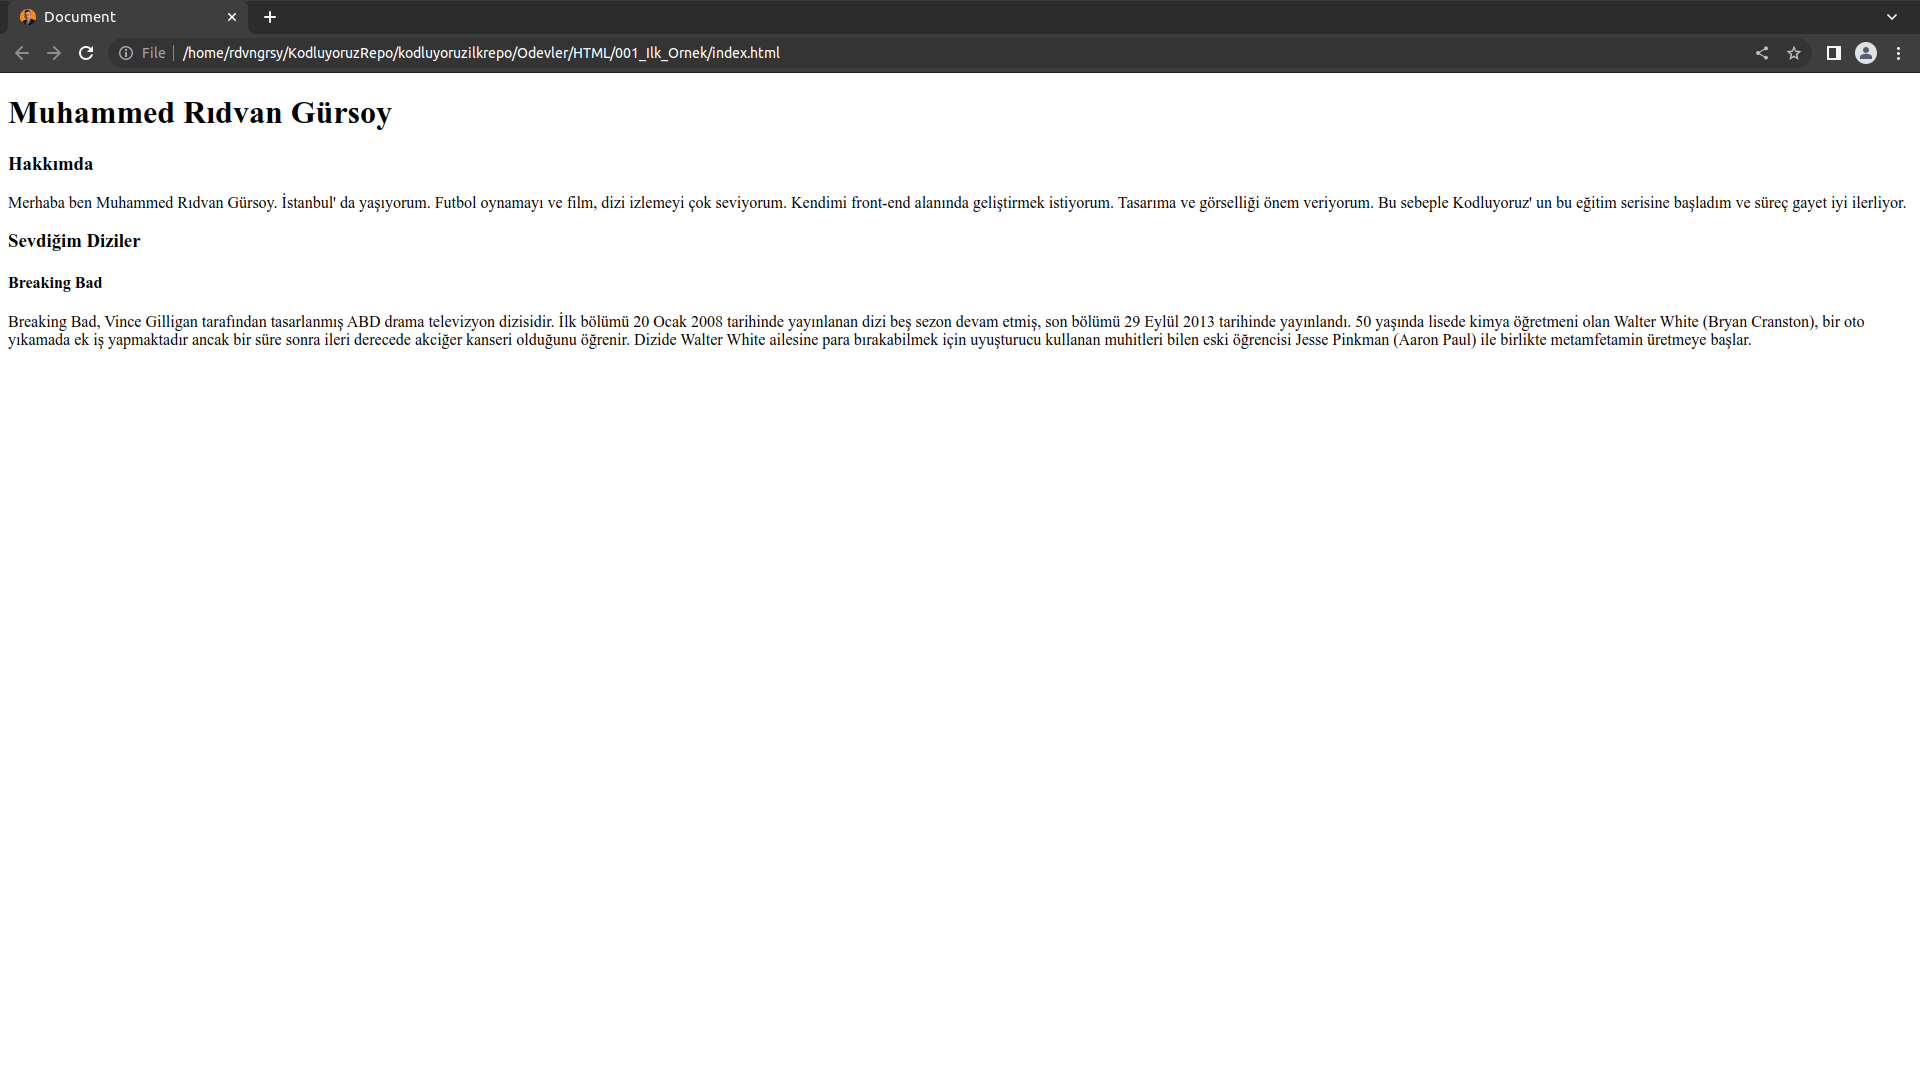 Document
File
/home/rdvngrsy/KodluyoruzRepo/kodluyoruzilkrepo/Odevler/HTML/001_Ilk_Ornek/index.html
Muhammed Rıdvan Gürsoy
Hakkımda
Merhaba ben Muhammed Rıdvan Gürsoy. İstanbul' da yaşıyorum. Futbol oynamayı ve film, dizi izlemeyi çok seviyorum. Kendimi front-end alanında geliştirmek istiyorum. Tasarıma ve görselliği önem veriyorum. Bu sebeple Kodluyoruz' un bu eğitim serisine başladım ve süreç gayet iyi ilerliyor.
Sevdiğim Diziler
Breaking Bad
Breaking Bad, Vince Gilligan tarafından tasarlanmış ABD drama televizyon dizisidir. İlk bölümü 20 Ocak 2008 tarihinde yayınlanan dizi beş sezon devam etmiş, son bölümü 29 Eylül 2013 tarihinde yayınlandı. 50 yaşında lisede kimya öğretmeni olan Walter White (Bryan Cranston), bir oto
yıkamada ek iş yapmaktadır ancak bir süre sonra ileri derecede akciğer kanseri olduğunu öğrenir. Dizide Walter White ailesine para bırakabilmek için uyuşturucu kullanan muhitleri bilen eski öğrencisi Jesse Pinkman (Aaron Paul) ile birlikte metamfetamin üretmeye başlar.